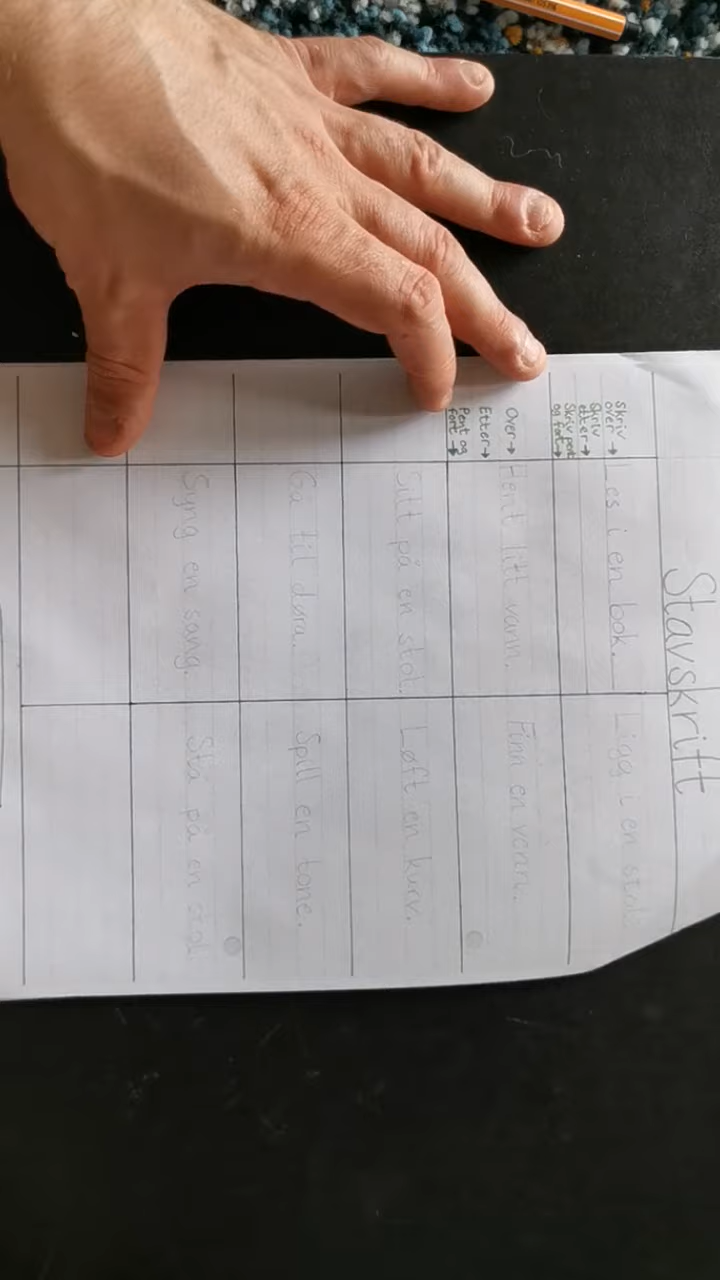 Stavskrift
Skriv over →
Skriv etter →
Skriv pent og fort →
Les i en bok.
Ligg i en stol.
Over →
Etter →
Pent og fort →
Hent litt vann.
Finn en venn.
Sitt på en stol.
Løft en kurv.
Gå til døra.
Spill en tone.
Syng en sang.
Stå på en stol